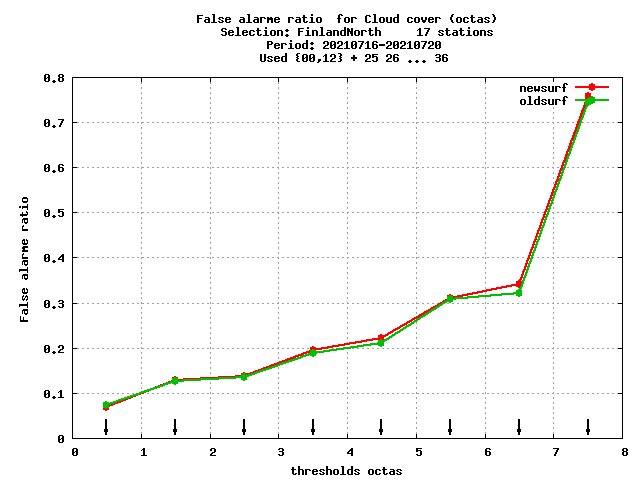 False alarme ratio  for Cloud cover (octas)
Selection: FinlandNorth     17 stations
Period: 20210716-20210720
Used {00,12} + 25 26 ... 36
newsurf
oldsurf
0.8
0.7
0.6
0.5
0.4
0.3
0.2
0.1
0
False alarme ratio
0 1 2 3 4 5 6 7 8
thresholds octas